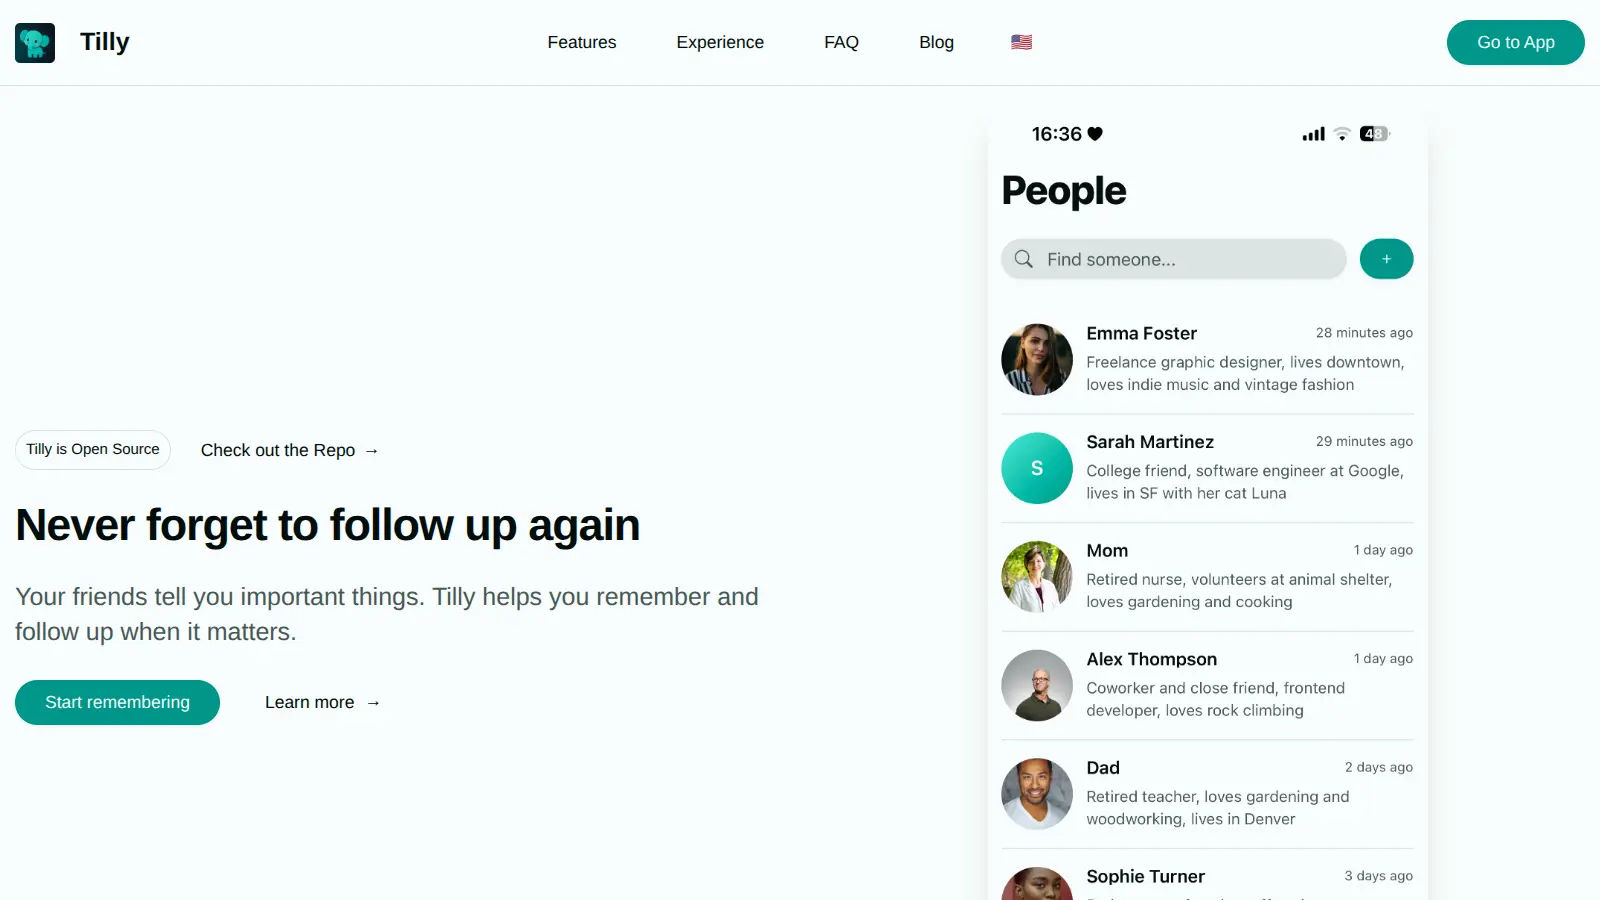 Tilly
Features
Experience
FAQ
Blog
Go to App
Tilly is Open Source
Check out the Repo →
Never forget to follow up again
Your friends tell you important things. Tilly helps you remember and
follow up when it matters.
Start remembering
Learn more →
16:36
48
People
Find someone...
+
Emma Foster
28 minutes ago
Freelance graphic designer, lives downtown,
loves indie music and vintage fashion
S
Sarah Martinez
29 minutes ago
College friend, software engineer at Google,
lives in SF with her cat Luna
Mom
1 day ago
Retired nurse, volunteers at animal shelter,
loves gardening and cooking
Alex Thompson
1 day ago
Coworker and close friend, frontend
developer, loves rock climbing
Dad
2 days ago
Retired teacher, loves gardening and
woodworking, lives in Denver
Sophie Turner
3 days ago